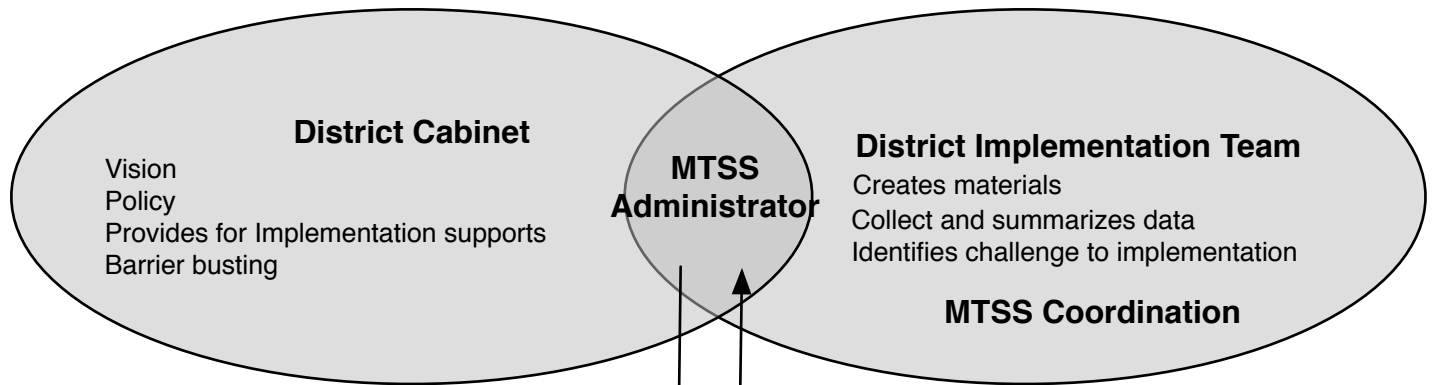 District Cabinet
Vision
Policy
Provides for Implementation supports
Barrier busting
MTSS
Administrator
District Implementation Team
Creates materials
Collect and summarizes data
Identifies challenge to implementation
MTSS Coordination